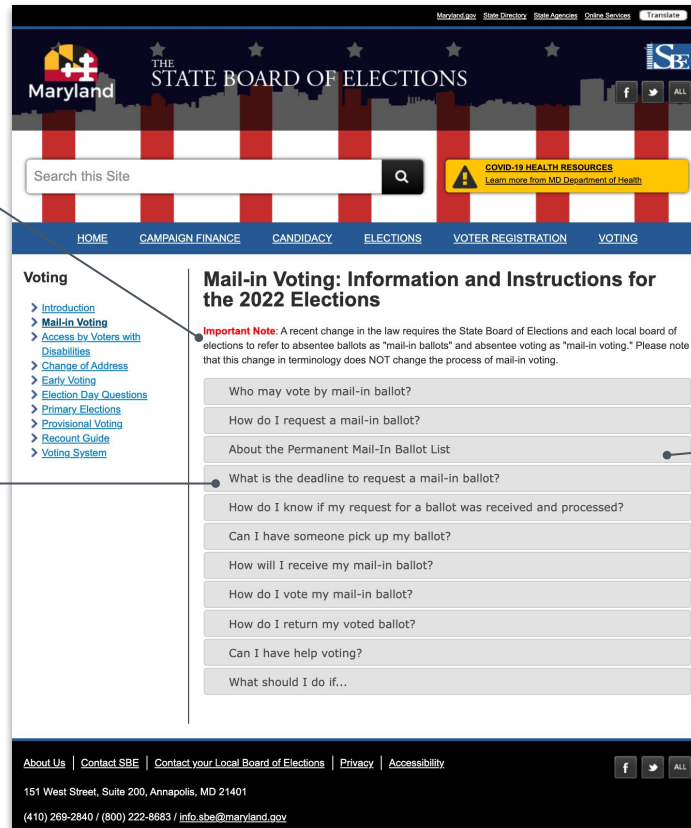 Maryland.gov State Directory State Agencies Online Services Translate
Maryland
THE
STATE BOARD OF ELECTIONS
SBE
f ALL
Search this Site
COVID-19 HEALTH RESOURCES
Learn more from MD Department of Health
HOME CAMPAIGN FINANCE CANDIDACY ELECTIONS VOTER REGISTRATION VOTING
Voting
Introduction
Mail-in Voting
Access by Voters with
Disabilities
Change of Address
Early Voting
Election Day Questions
Primary Elections
Provisional Voting
Recount Guide
Voting System
Mail-in Voting: Information and Instructions for
the 2022 Elections
Important Note: A recent change in the law requires the State Board of Elections and each local board of
elections to refer to absentee ballots as "mail-in ballots" and absentee voting as "mail-in voting." Please note
that this change in terminology does NOT change the process of mail-in voting.
Who may vote by mail-in ballot?
How do I request a mail-in ballot?
About the Permanent Mail-In Ballot List
What is the deadline to request a mail-in ballot?
How do I know if my request for a ballot was received and processed?
Can I have someone pick up my ballot?
How will I receive my mail-in ballot?
How do I vote my mail-in ballot?
How do I return my voted ballot?
Can I have help voting?
What should I do if...
About Us | Contact SBE | Contact your Local Board of Elections | Privacy | Accessibility
f ALL
151 West Street, Suite 200, Annapolis, MD 21401
(410) 269-2840 / (800) 222-8683 / info.sbe@maryland.gov